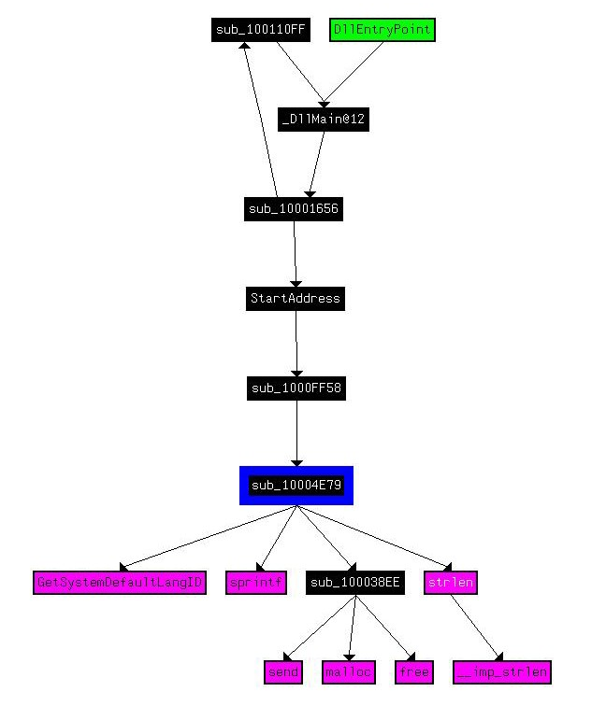 sub_100110FF
DllEntryPoint
_DllMain@12
sub_10001656
StartAddress
sub_1000FF58
sub_10004E79
GetSystemDefaultLangID
sprintf
sub_100038EE
strlen
send
malloc
free
__imp_strlen